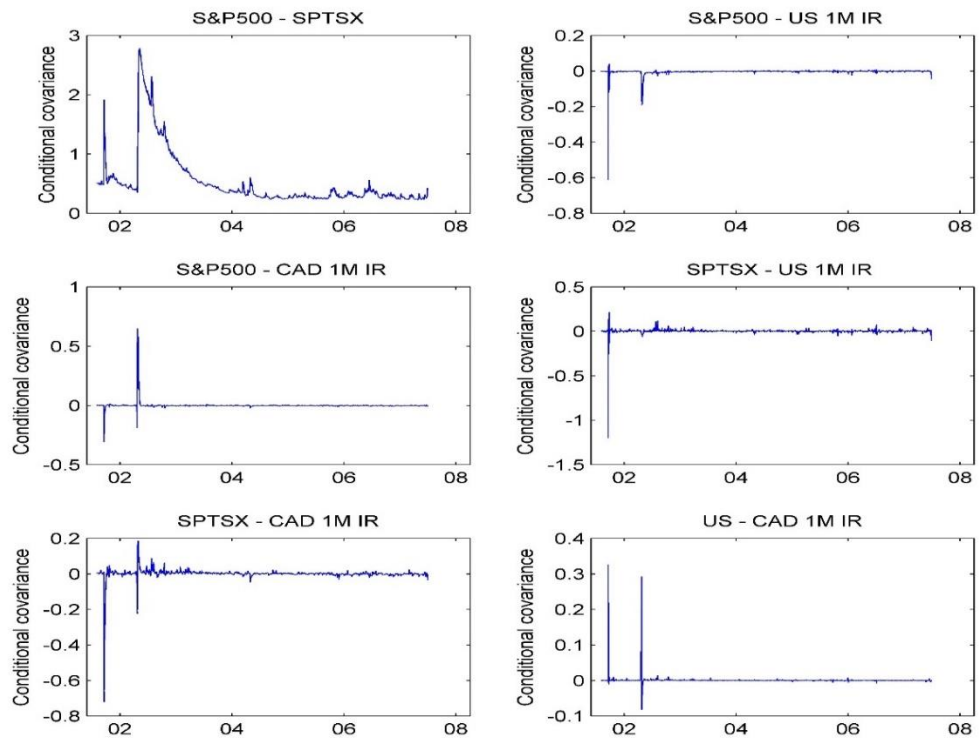 S&P500 - SPTSX
Conditional covariance
3
2
1
0
02 04 06 08
S&P500 - US 1M IR
Conditional covariance
0.2
0
-0.2
-0.4
-0.6
-0.8
02 04 06 08
S&P500 - CAD 1M IR
Conditional covariance
1
0.5
0
-0.5
02 04 06 08
SPTSX - US 1M IR
Conditional covariance
0.5
0
-0.5
-1
-1.5
02 04 06 08
SPTSX - CAD 1M IR
Conditional covariance
0.2
0
-0.2
-0.4
-0.6
-0.8
02 04 06 08
US - CAD 1M IR
Conditional covariance
0.4
0.3
0.2
0.1
0
-0.1
02 04 06 08